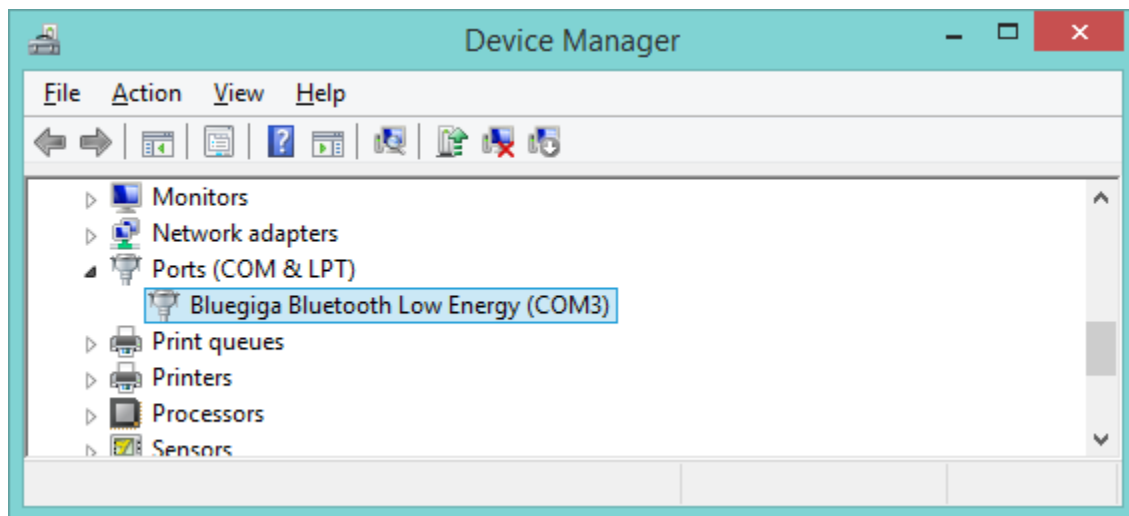 Device Manager
File Action View Help
Monitors
Network adapters
Ports (COM & LPT)
Bluegiga Bluetooth Low Energy (COM3)
Print queues
Printers
Processors
Sensors